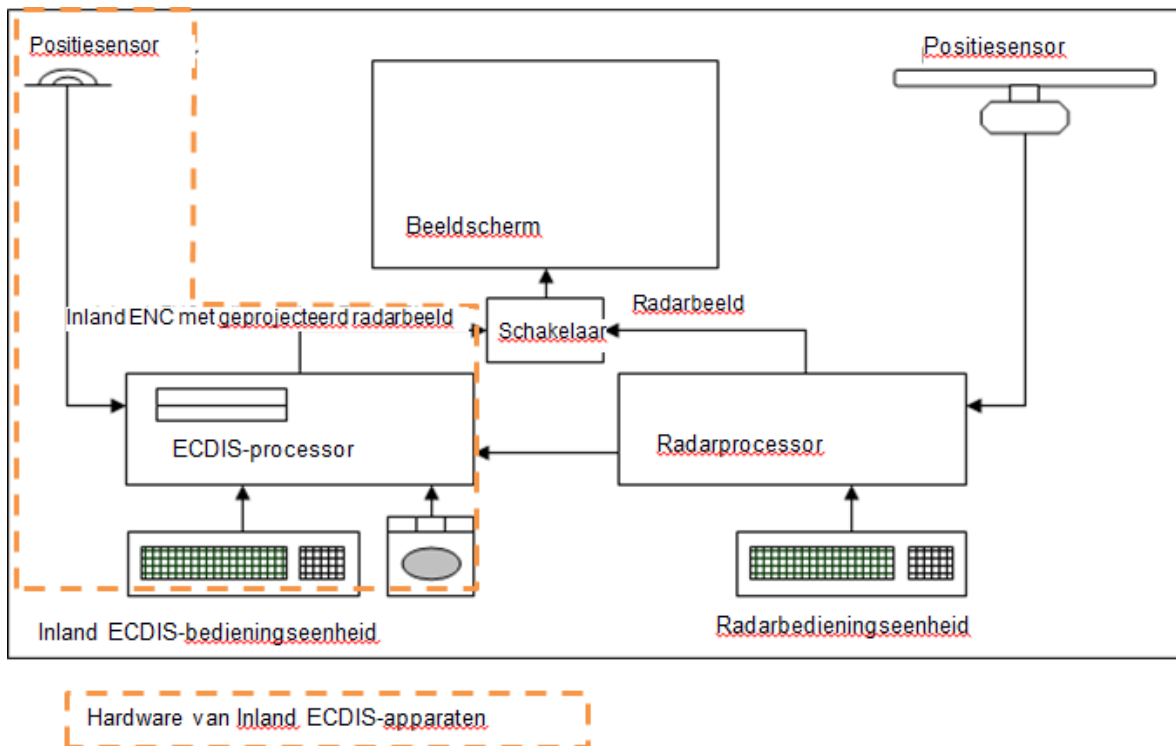 Positiesensor
Positiesensor
Beeldscherm
Inland ENC met geprojecteerd radarbeeld
Radarbeeld
Schakelaar
ECDIS-processor
Radarprocessor
Inland ECDIS-bedieningseenheid
Radarbedieningseenheid
Hardware van Inland ECDIS-apparaten